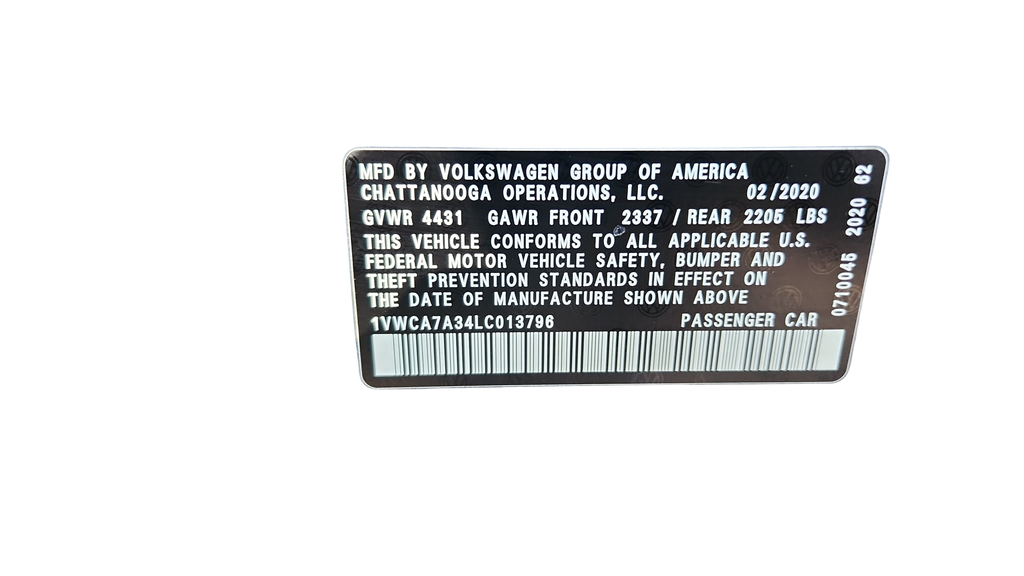 MFD BY VOLKSWAGEN GROUP OF AMERICA
CHATTANOOGA OPERATIONS, LLC. 02/2020
GVWR 4431 GAWR FRONT 2337 / REAR 2205 LBS
THIS VEHICLE CONFORMS TO ALL APPLICABLE U.S.
FEDERAL MOTOR VEHICLE SAFETY, BUMPER AND
THEFT PREVENTION STANDARDS IN EFFECT ON
THE DATE OF MANUFACTURE SHOWN ABOVE
1VWCA7A34LC013796 PASSENGER CAR
0710046 2020 62